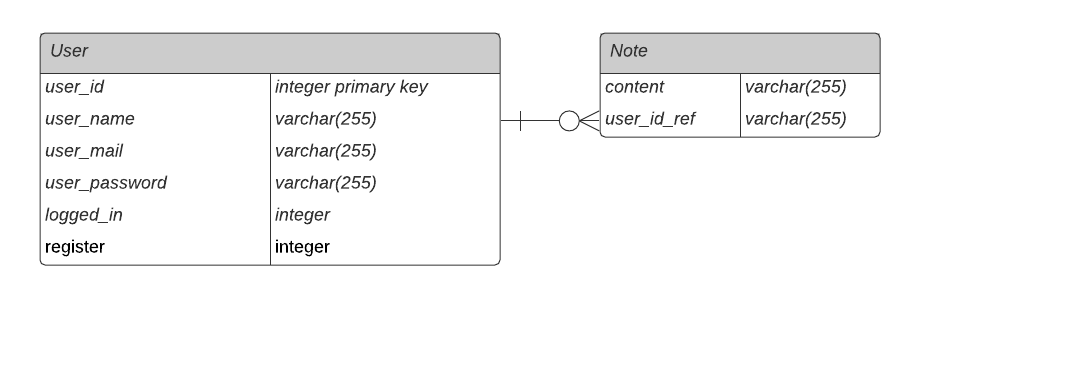 User
user_id integer primary key
user_name varchar(255)
user_mail varchar(255)
user_password varchar(255)
logged_in integer
register integer
Note
content varchar(255)
user_id_ref varchar(255)